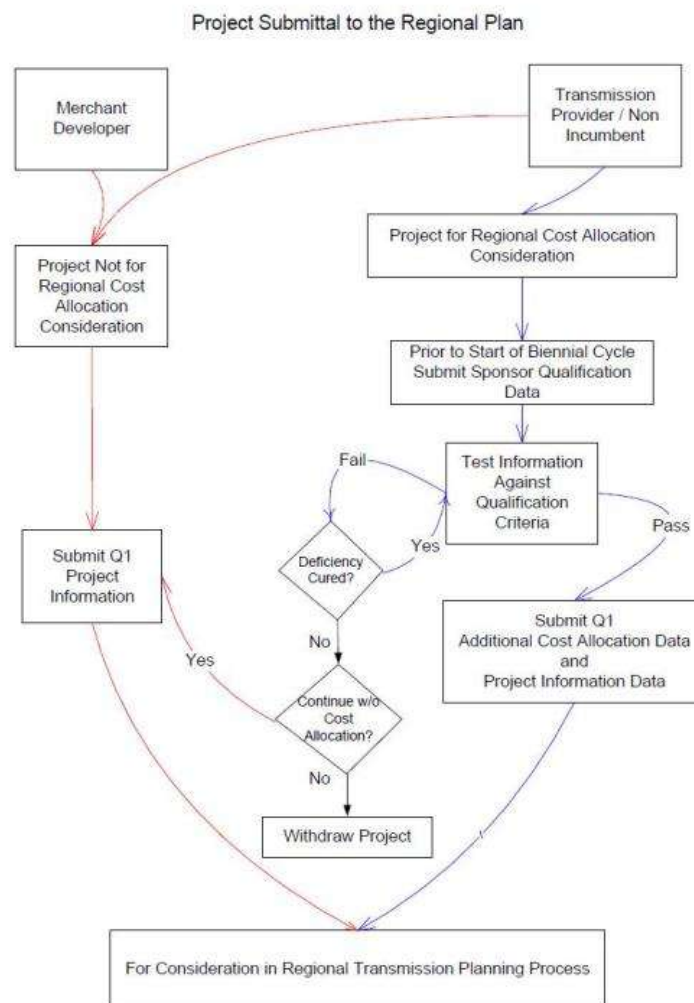 Project Submittal to the Regional Plan
Merchant
Developer
Transmission
Provider / Non
Incumbent
Project Not for
Regional Cost
Allocation
Consideration
Project for Regional Cost Allocation
Consideration
Prior to Start of Biennial Cycle
Submit Sponsor Qualification
Data
Fail
Test Information
Against
Qualification
Criteria
Yes
Pass
Deficiency
Cured?
Submit Q1
Project
Information
Submit Q1
Additional Cost Allocation Data
and
Project Information Data
No
Yes
Continue w/o
Cost
Allocation?
No
Withdraw Project
For Consideration in Regional Transmission Planning Process